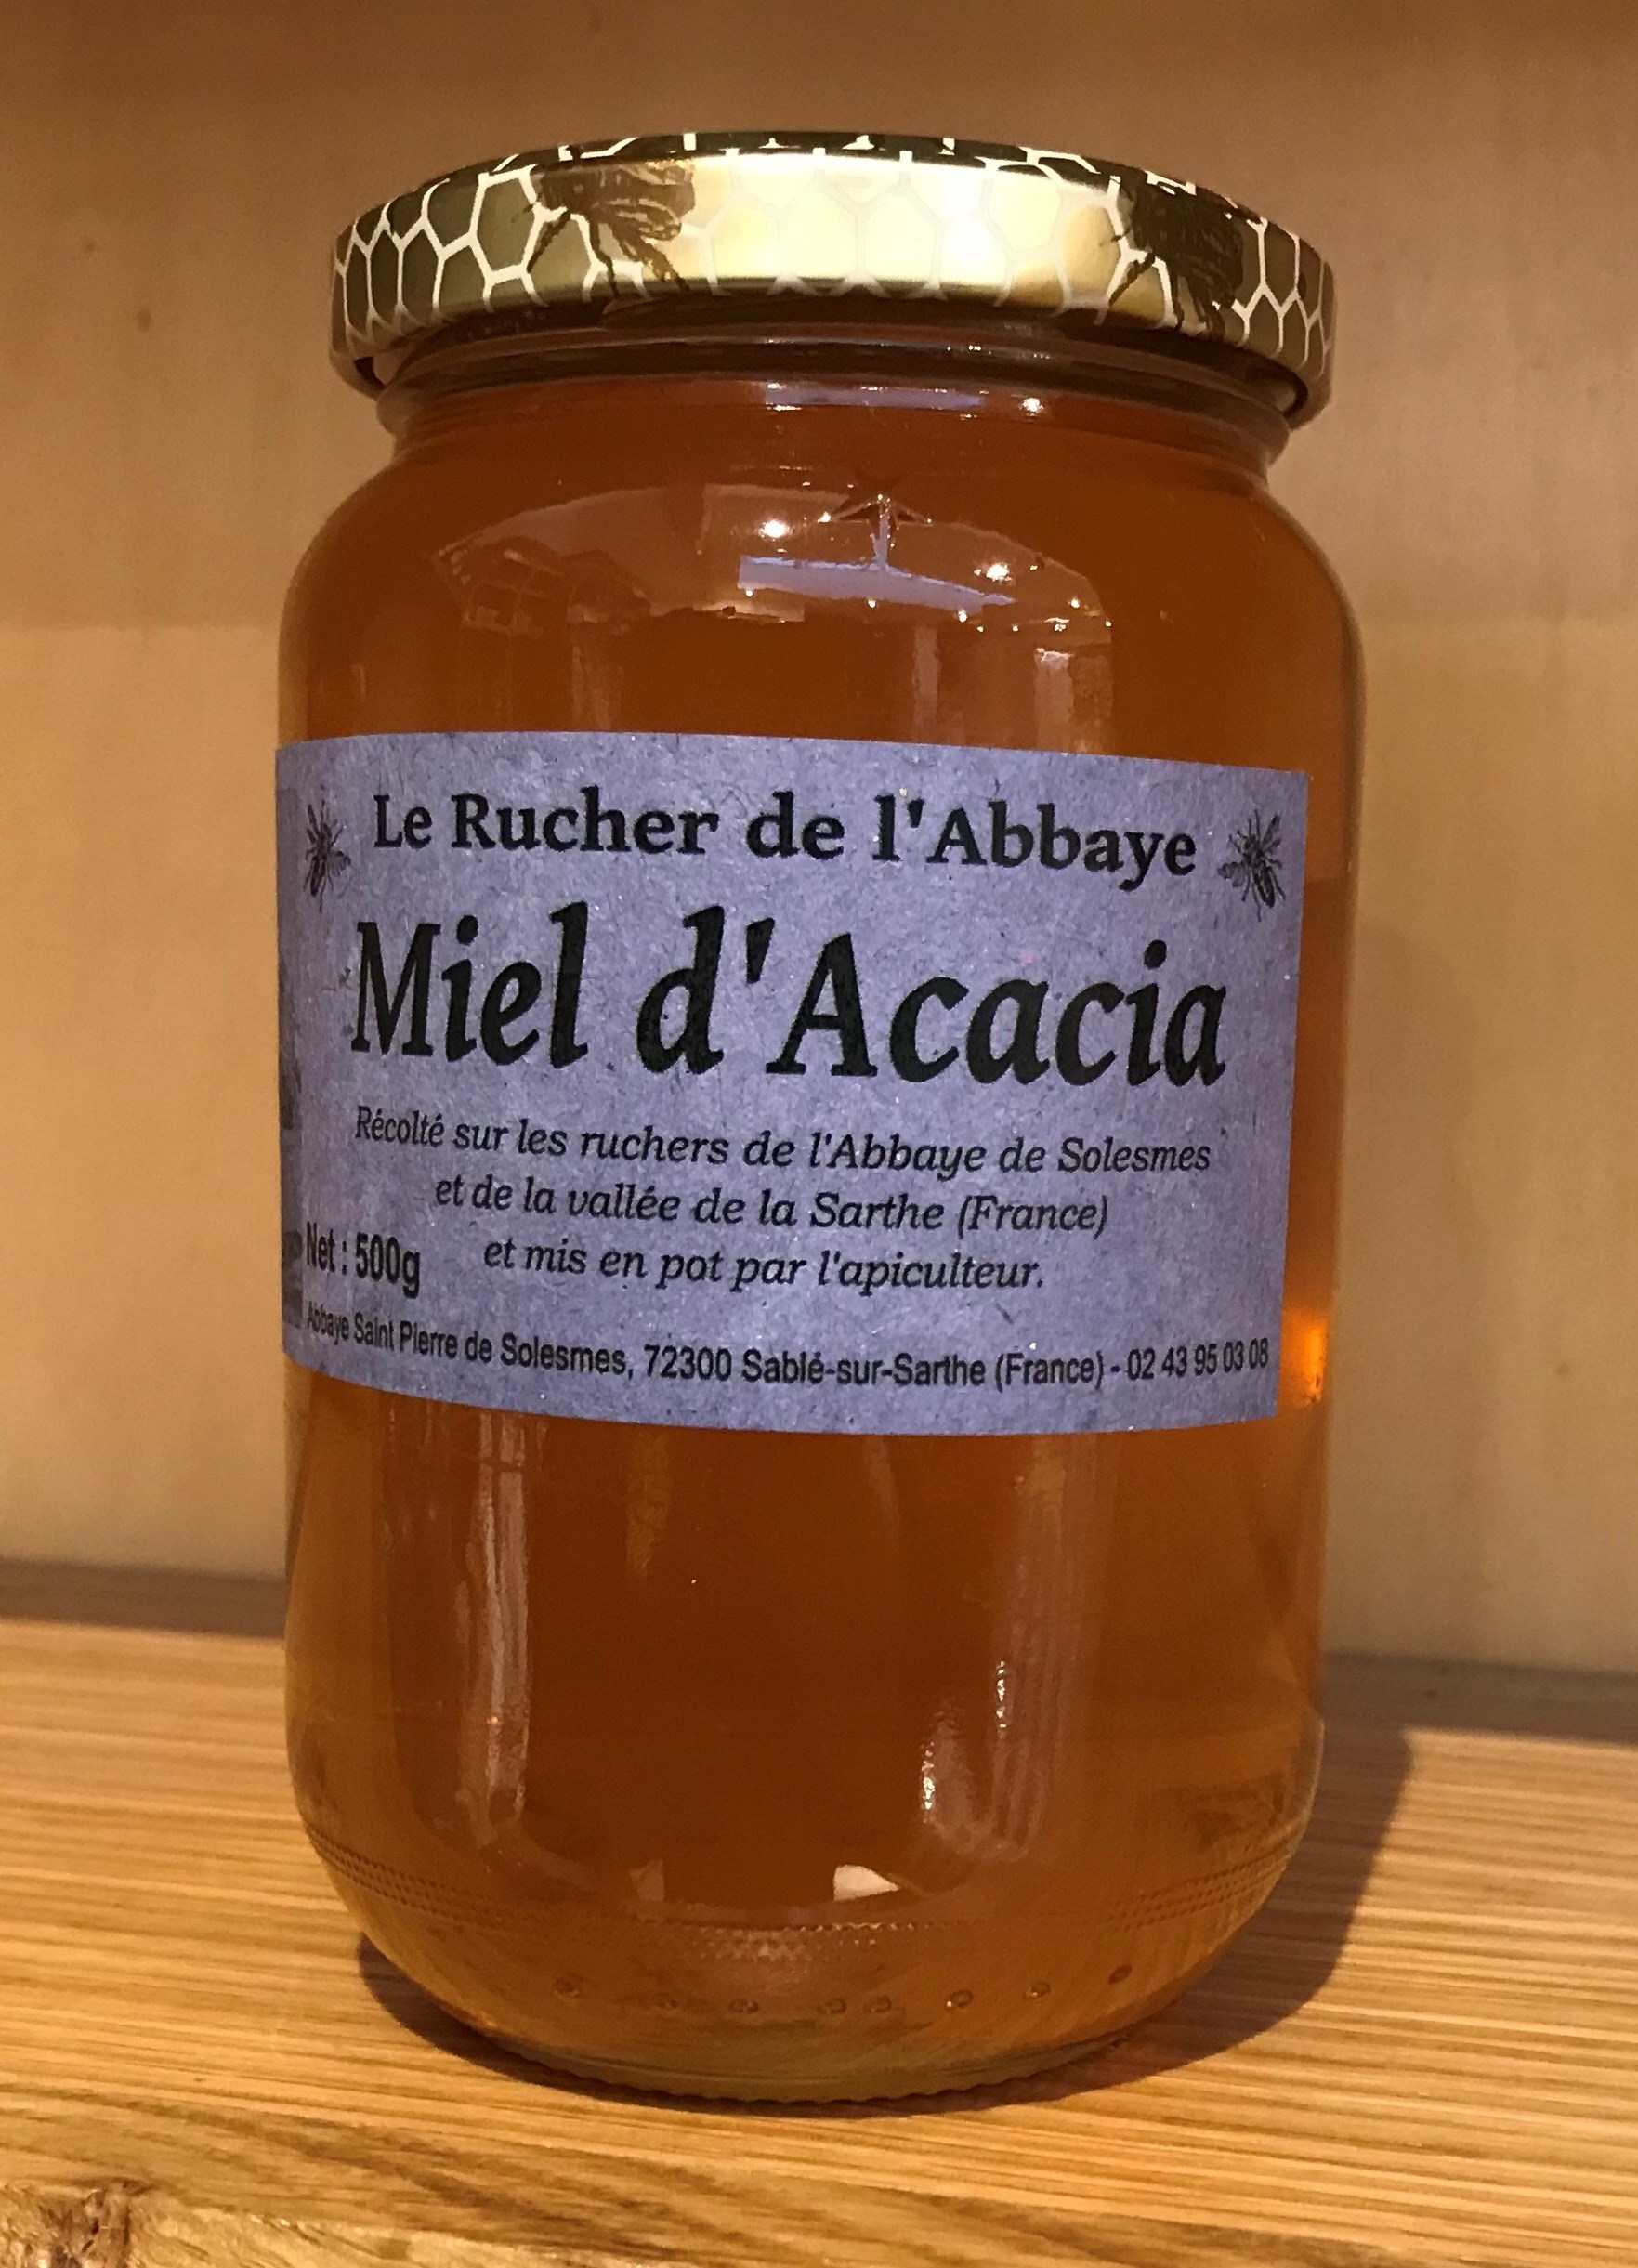 Le Rucher de l'Abbaye
Miel d'Acacia
Récolté sur les ruchers de l'Abbaye de Solesmes
et de la vallée de la Sarthe (France)
et mis en pot par l'apiculteur.
Net : 500g
Abbaye Saint Pierre de Solesmes, 72300 Sablé-sur-Sarthe (France) - 02 43 95 03 08